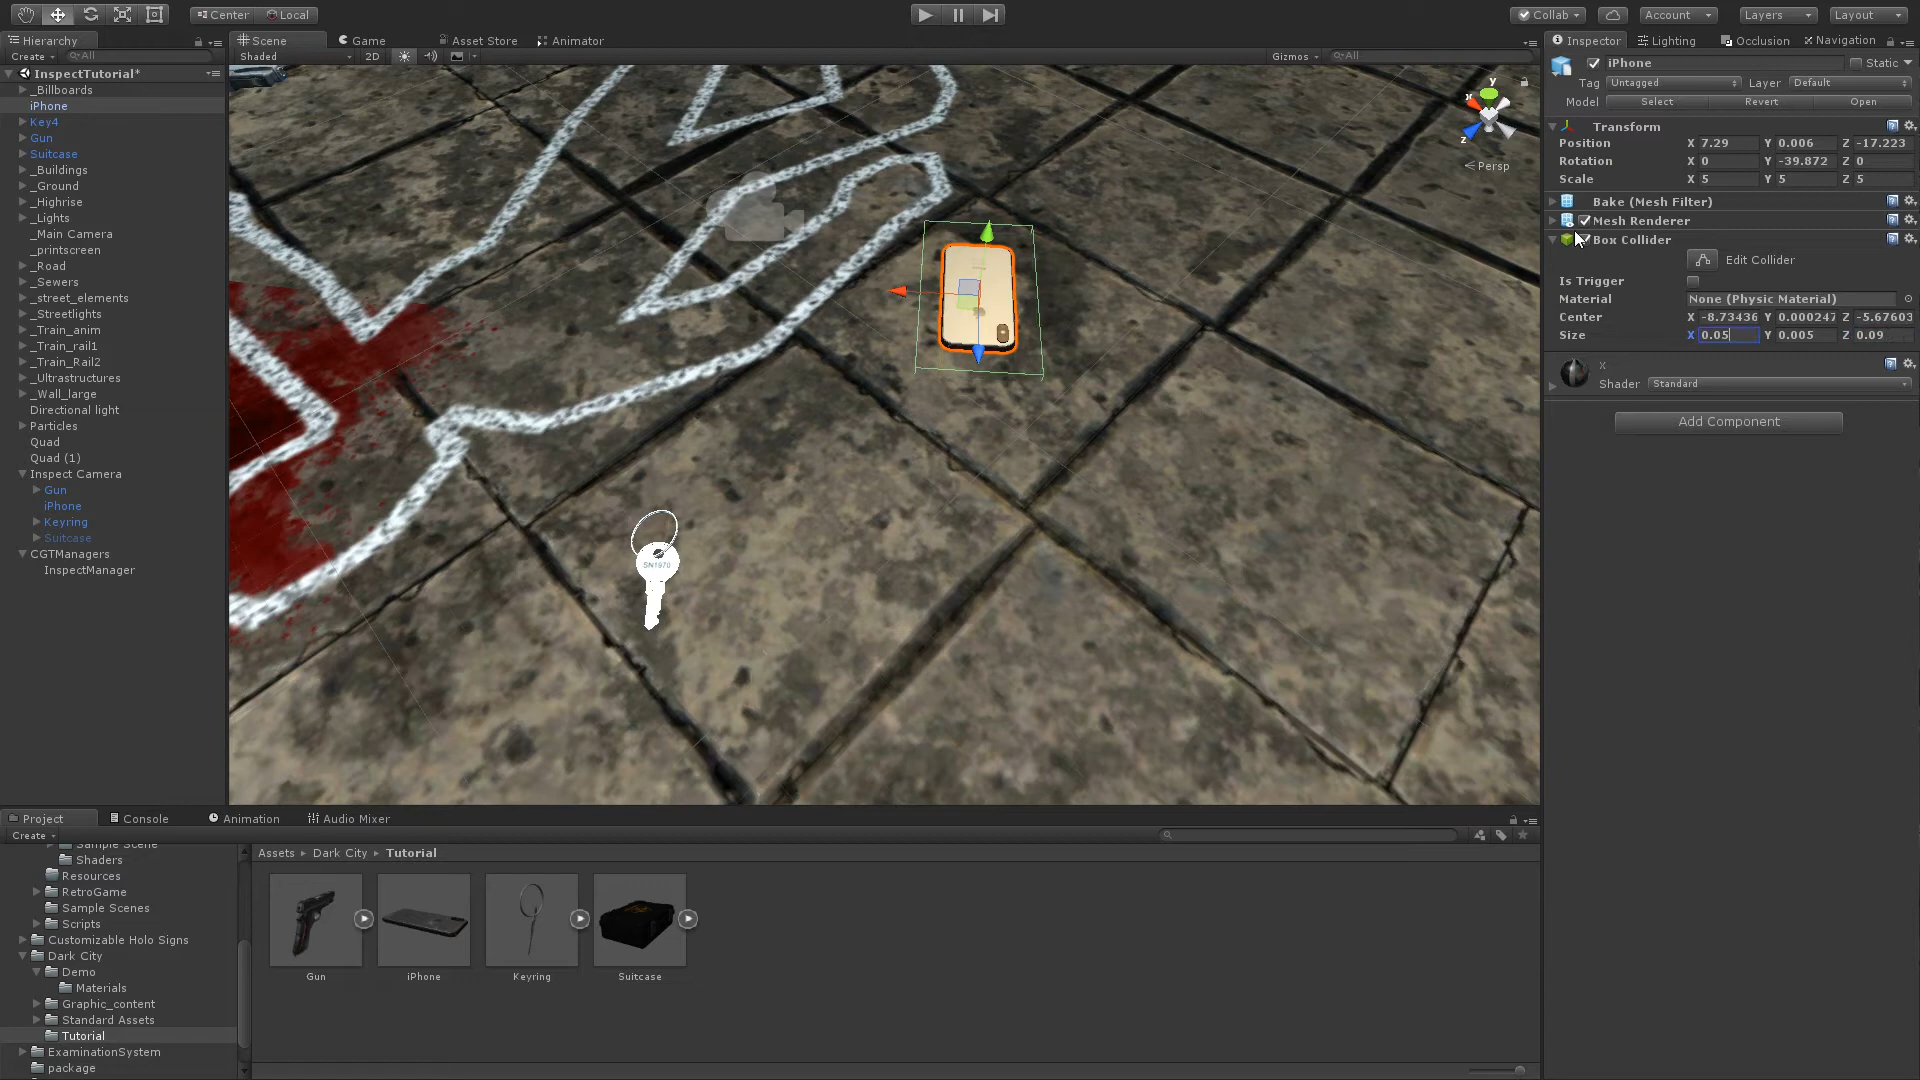 Center Local Collab Account Layers Layout
Hierarchy
Create All
InspectTutorial*
_Billboards
iPhone
Key4
Gun
Suitcase
_Buildings
_Ground
_Highrise
_Lights
_Main Camera
_printscreen
_Road
_Sewers
_street_elements
_Streetlights
_Train_anim
_Train_rail1
_Train_Rail2
_Ultrastructures
_Wall_large
Directional light
Particles
Quad
Quad (1)
Inspect Camera
Gun
iPhone
Keyring
Suitcase
CGTManagers
InspectManager
Scene Game Asset Store Animator
Shaded 2D Gizmos All
y
x
z
Persp
SN1970
Inspector Lighting Occlusion Navigation
iPhone Static
Tag Untagged Layer Default
Model Select Revert Open
Transform
Position X 7.29 Y 0.006 Z -17.223
Rotation X 0 Y -39.872 Z 0
Scale X 5 Y 5 Z 5
Bake (Mesh Filter)
Mesh Renderer
Box Collider
Edit Collider
Is Trigger
Material None (Physic Material)
Center X -8.73436 Y 0.000247 Z -5.67603
Size X 0.05 Y 0.005 Z 0.09
x
Shader Standard
Add Component
Project Console Animation Audio Mixer
Create
Sample Scene
Shaders
Resources
RetroGame
Sample Scenes
Scripts
Customizable Holo Signs
Dark City
Demo
Materials
Graphic_content
Standard Assets
Tutorial
ExaminationSystem
package
Assets Dark City Tutorial
Gun iPhone Keyring Suitcase